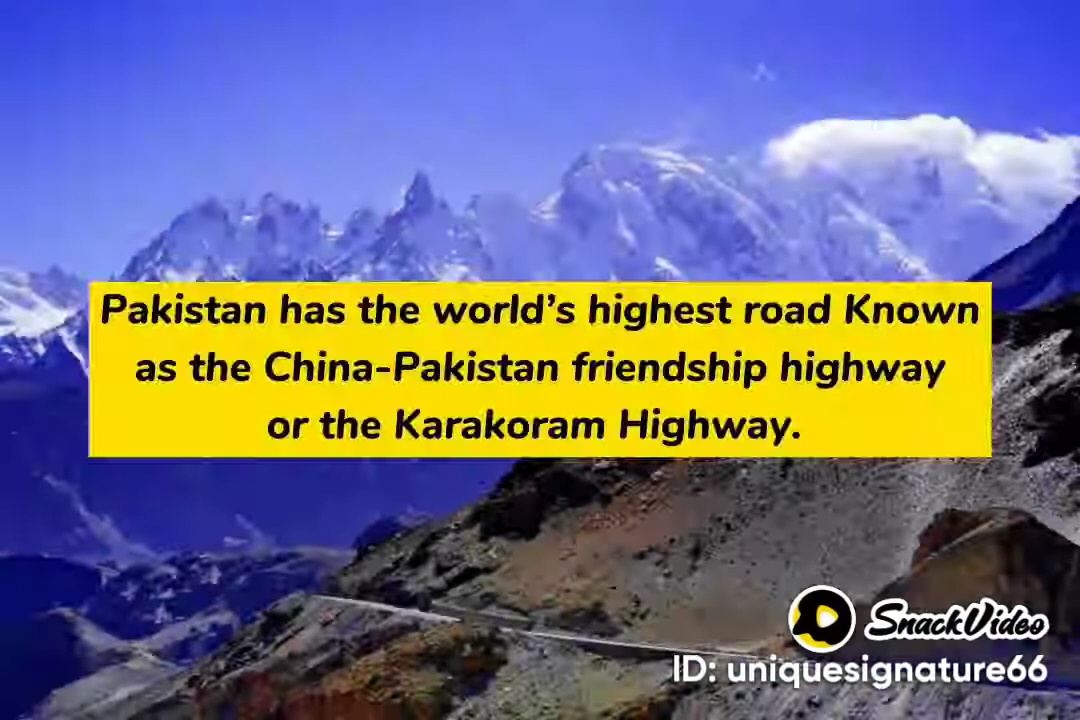 Pakistan has the world’s highest road Known
as the China-Pakistan friendship highway
or the Karakoram Highway.
SnackVideo
ID: uniquesignature66